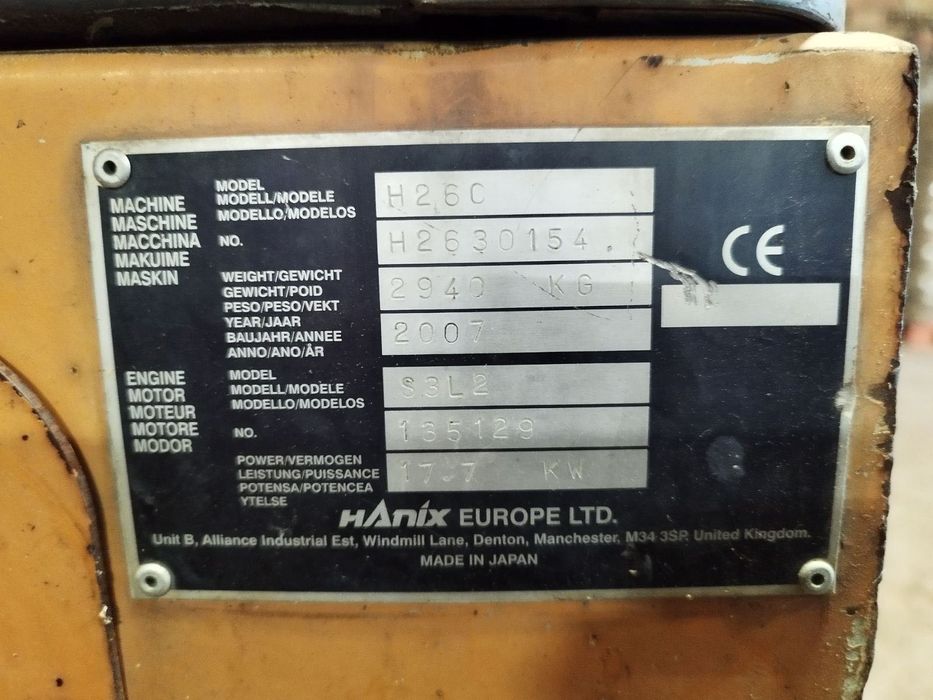 MACHINE
MASCHINE
MACCHINA
MAKUIME
MASKIN
MODEL
MODELL/MODELE
MODELLO/MODELOS
H26C
NO.
H2630154.
WEIGHT/GEWICHT
GEWICHT/POID
PESO/PESO/VEKT
2940 KG
YEAR/JAAR
BAUJAHR/ANNEE
ANNO/ANO/ÅR
2007
CE
ENGINE
MOTOR
MOTEUR
MOTORE
MODOR
MODEL
MODELL/MODELE
MODELLO/MODELOS
S3L2
NO.
135129
POWER/VERMOGEN
LEISTUNG/PUISSANCE
POTENSA/POTENCEA
YTELSE
17.7 KW
HANIX EUROPE LTD.
Unit B, Alliance Industrial Est, Windmill Lane, Denton, Manchester, M34 3SP. United Kingdom.
MADE IN JAPAN